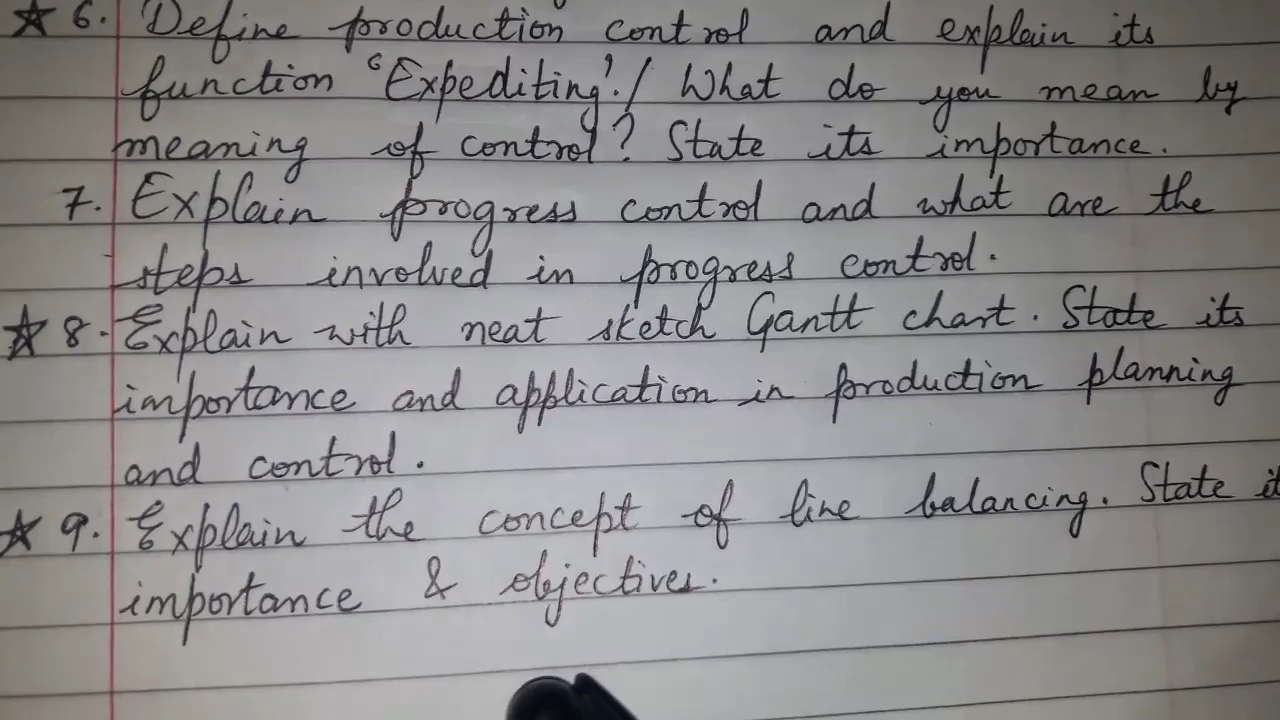 ★ 6. Define production control and explain its
function 'Expediting'. / What do you mean by
meaning of control? State its importance.
7. Explain progress control and what are the
steps involved in progress control.
★ 8. Explain with neat sketch Gantt chart. State its
importance and application in production planning
and control.
★ 9. Explain the concept of line balancing. State it
importance & objectives.